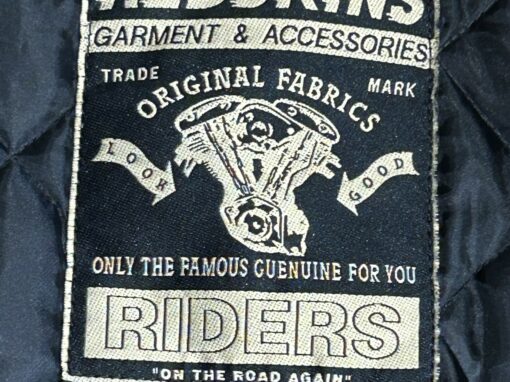 REDSKINS
GARMENT & ACCESSORIES
TRADE MARK
ORIGINAL FABRICS
LOOK GOOD
ONLY THE FAMOUS GUENUINE FOR YOU
RIDERS
"ON THE ROAD AGAIN"